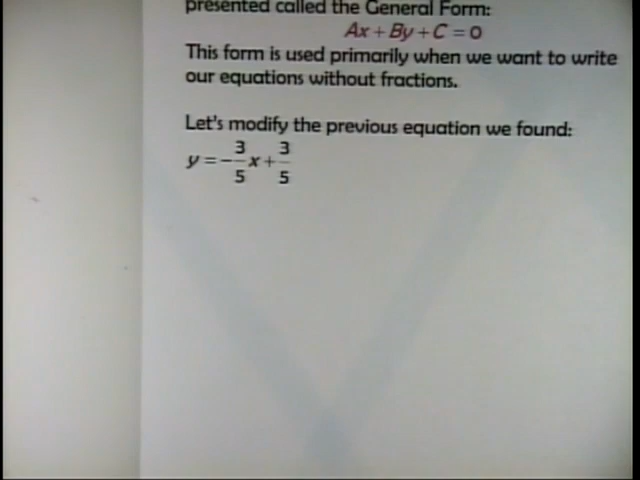 presented called the General Form:
Ax + By + C = 0
This form is used primarily when we want to write
our equations without fractions.
Let's modify the previous equation we found:
y = -3/5 x + 3/5